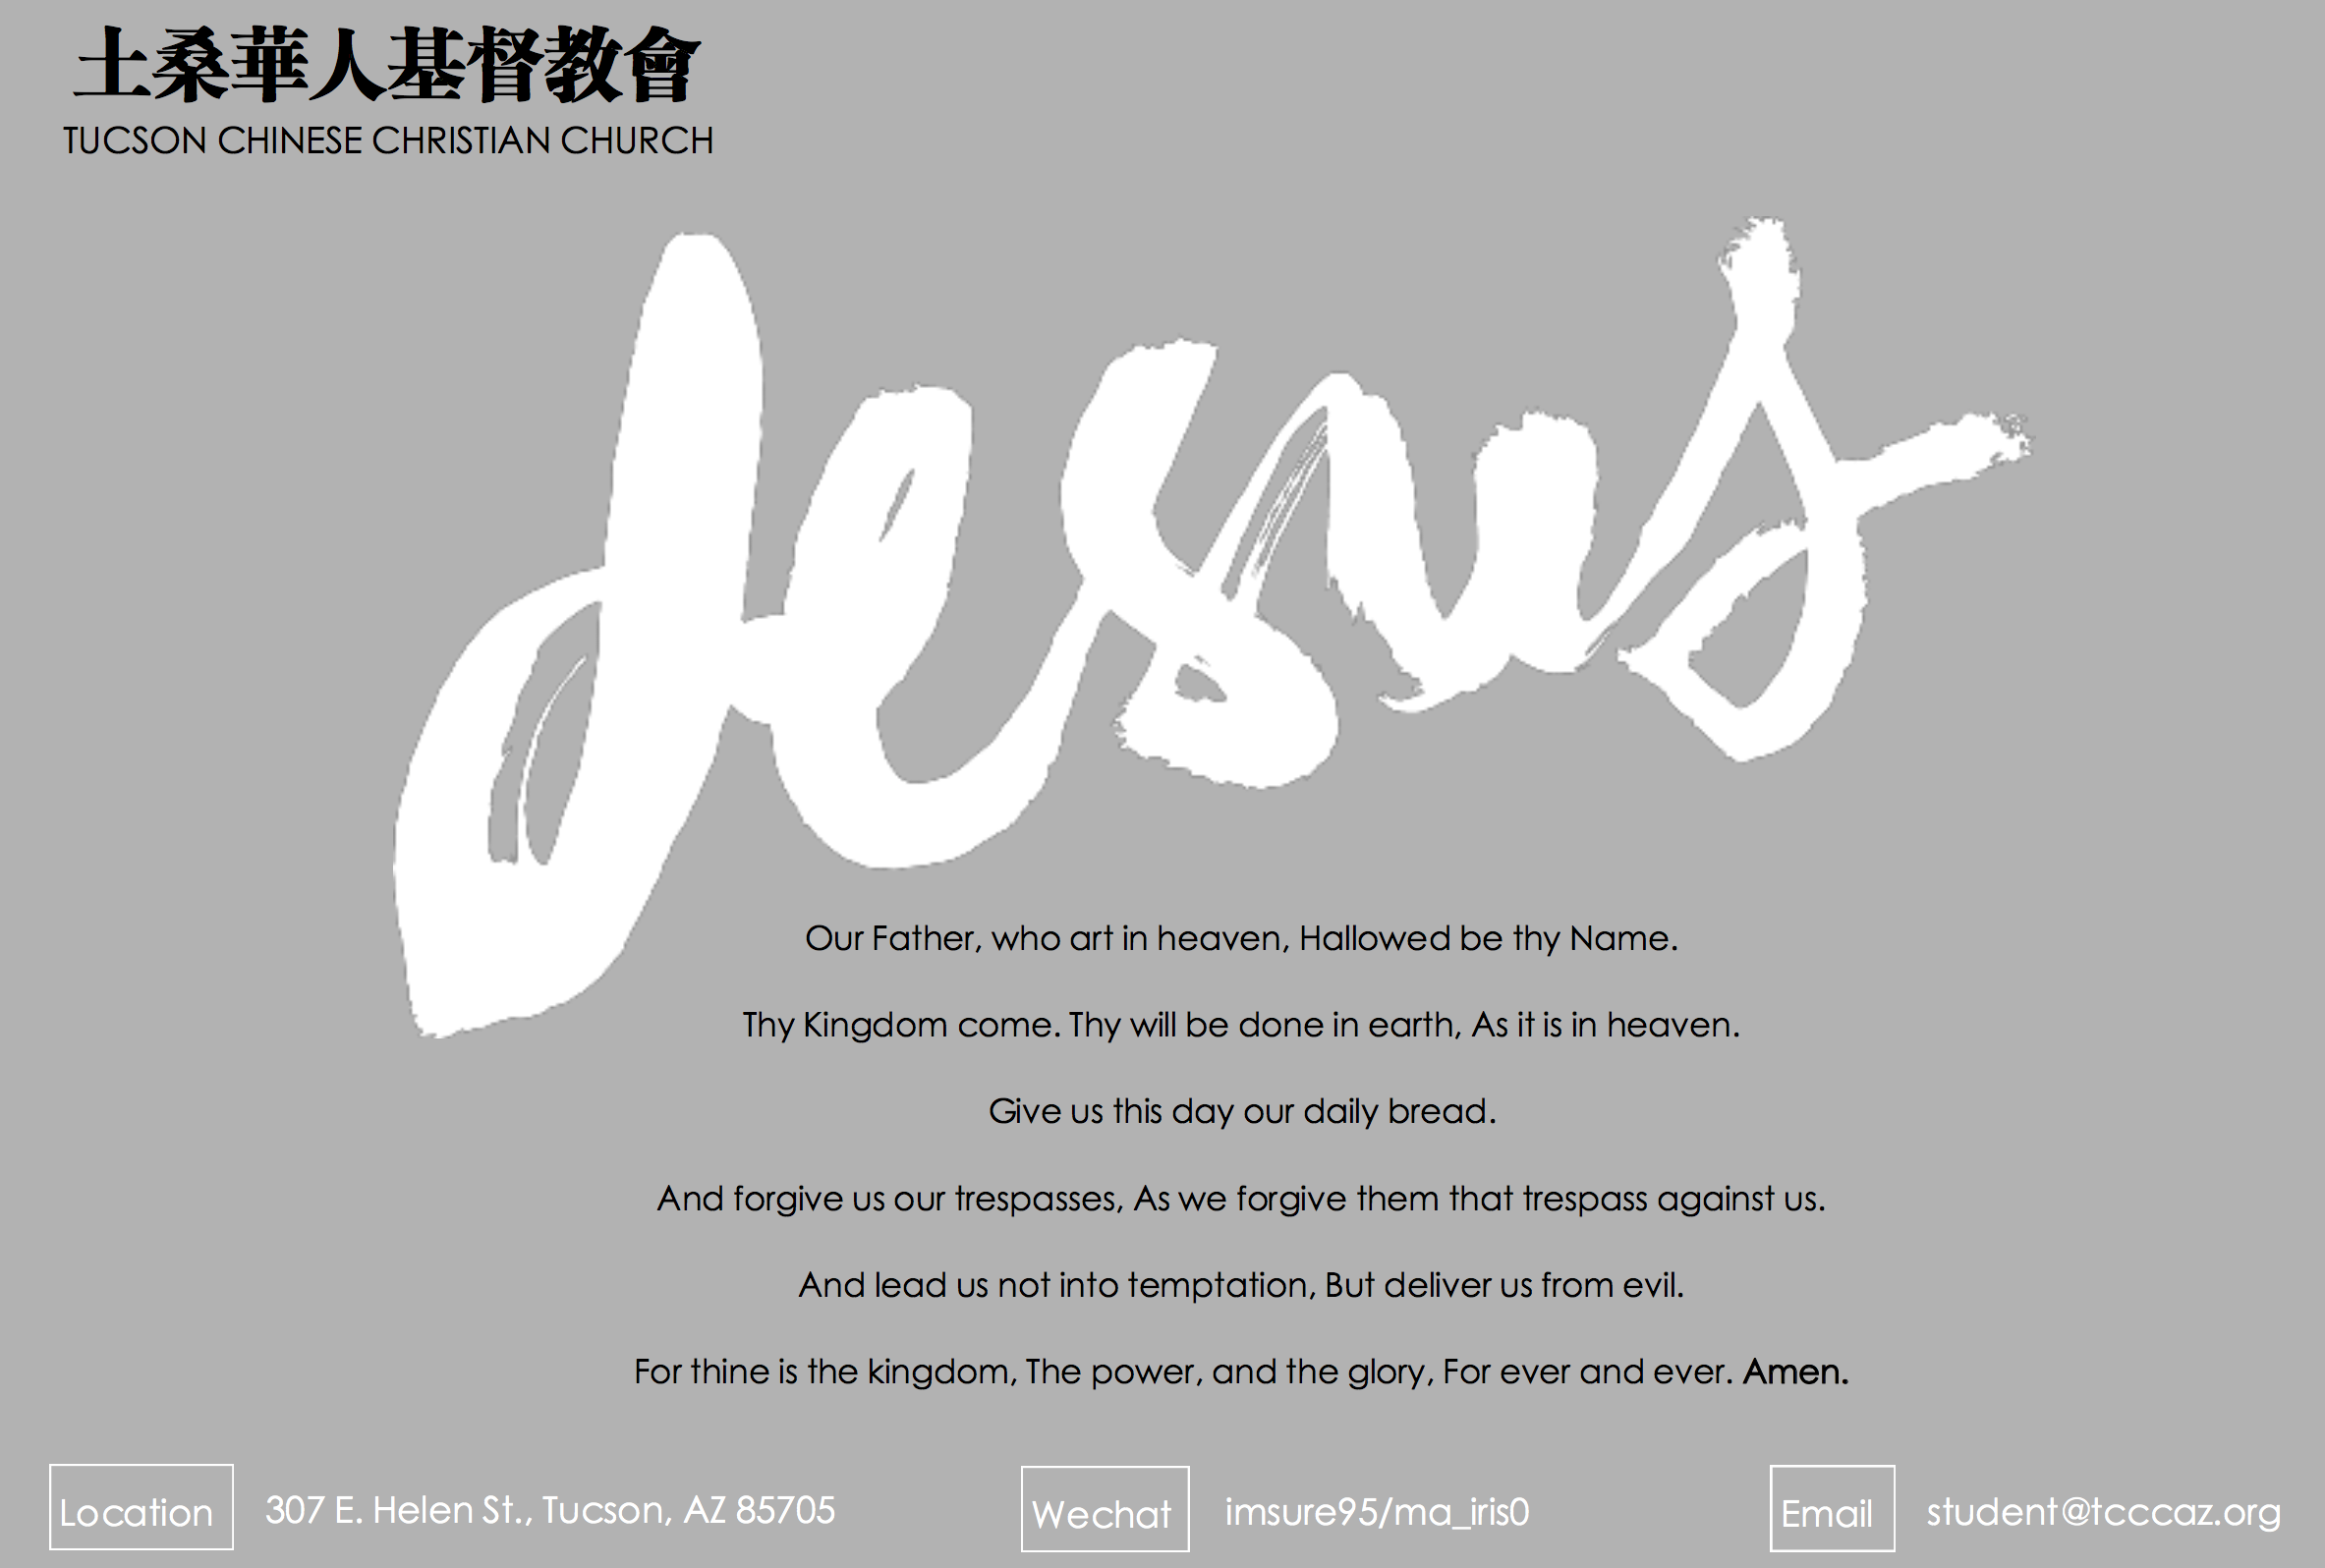 土桑華人基督教會
TUCSON CHINESE CHRISTIAN CHURCH
Jesus
Our Father, who art in heaven, Hallowed be thy Name.
Thy Kingdom come. Thy will be done in earth, As it is in heaven.
Give us this day our daily bread.
And forgive us our trespasses, As we forgive them that trespass against us.
And lead us not into temptation, But deliver us from evil.
For thine is the kingdom, The power, and the glory, For ever and ever. Amen.
Location 307 E. Helen St., Tucson, AZ 85705 Wechat imsure95/ma_iris0 Email student@tcccaz.org